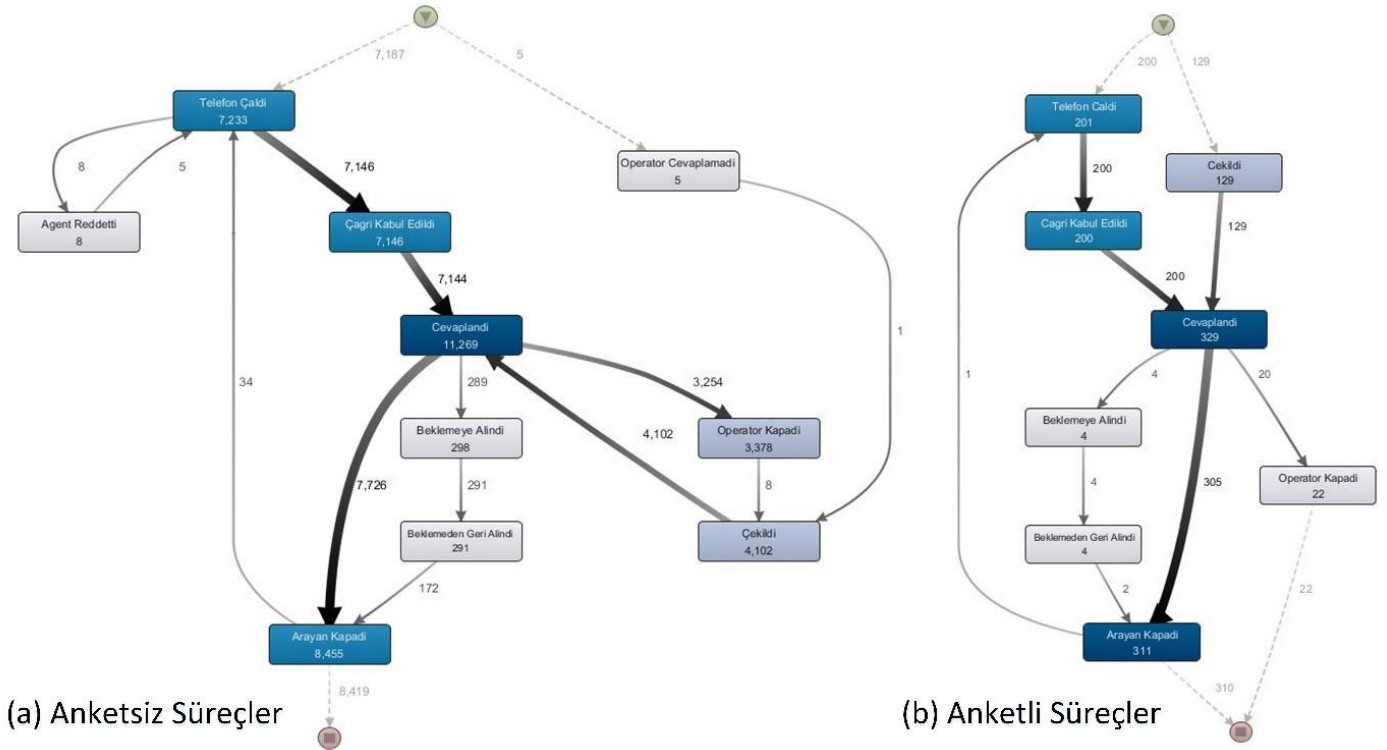 7,187
5
Telefon Çaldi
7,233
8
5
7,146
Operator Cevaplamadi
5
Agent Reddetti
8
Çagri Kabul Edildi
7,146
7,144
Cevaplandi
11,269
1
34
289
3,254
Beklemeye Alindi
298
4,102
Operator Kapadi
3,378
7,726
291
8
Beklemeden Geri Alindi
291
Çekildi
4,102
172
Arayan Kapadi
8,455
8,419
(a) Anketsiz Süreçler
200
129
Telefon Caldi
201
Cekildi
129
200
Cagri Kabul Edildi
200
129
200
Cevaplandi
329
1
4
20
Beklemeye Alindi
4
Operator Kapadi
22
4
305
Beklemeden Geri Alindi
4
2
22
Arayan Kapadi
311
310
(b) Anketli Süreçler